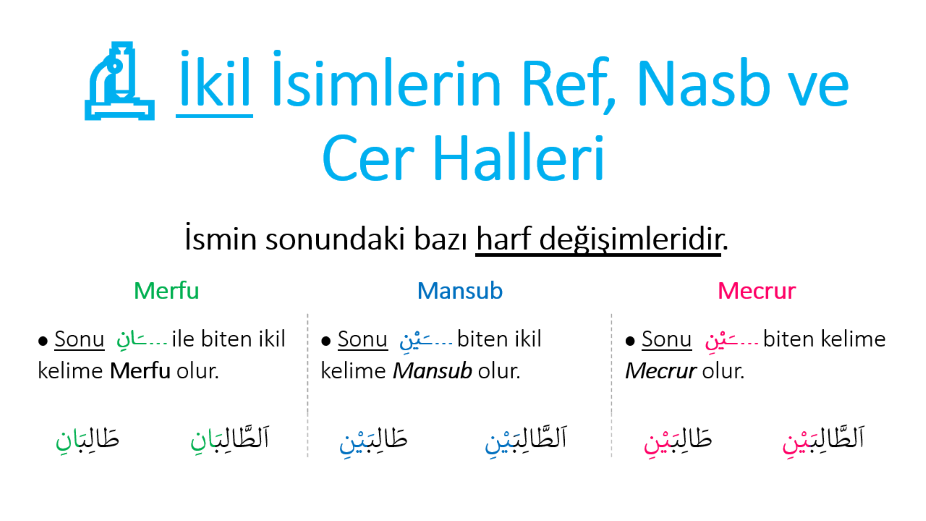 İkil İsimlerin Ref, Nasb ve
Cer Halleri
İsmin sonundaki bazı harf değişimleridir.
Merfu
• Sonu ـَانِ... ile biten ikil
kelime Merfu olur.
طَالِبَانِ اَلطَّالِبَانِ
Mansub
• Sonu ـَيْنِ... biten ikil
kelime Mansub olur.
طَالِبَيْنِ اَلطَّالِبَيْنِ
Mecrur
• Sonu ـَيْنِ... biten kelime
Mecrur olur.
طَالِبَيْنِ اَلطَّالِبَيْنِ